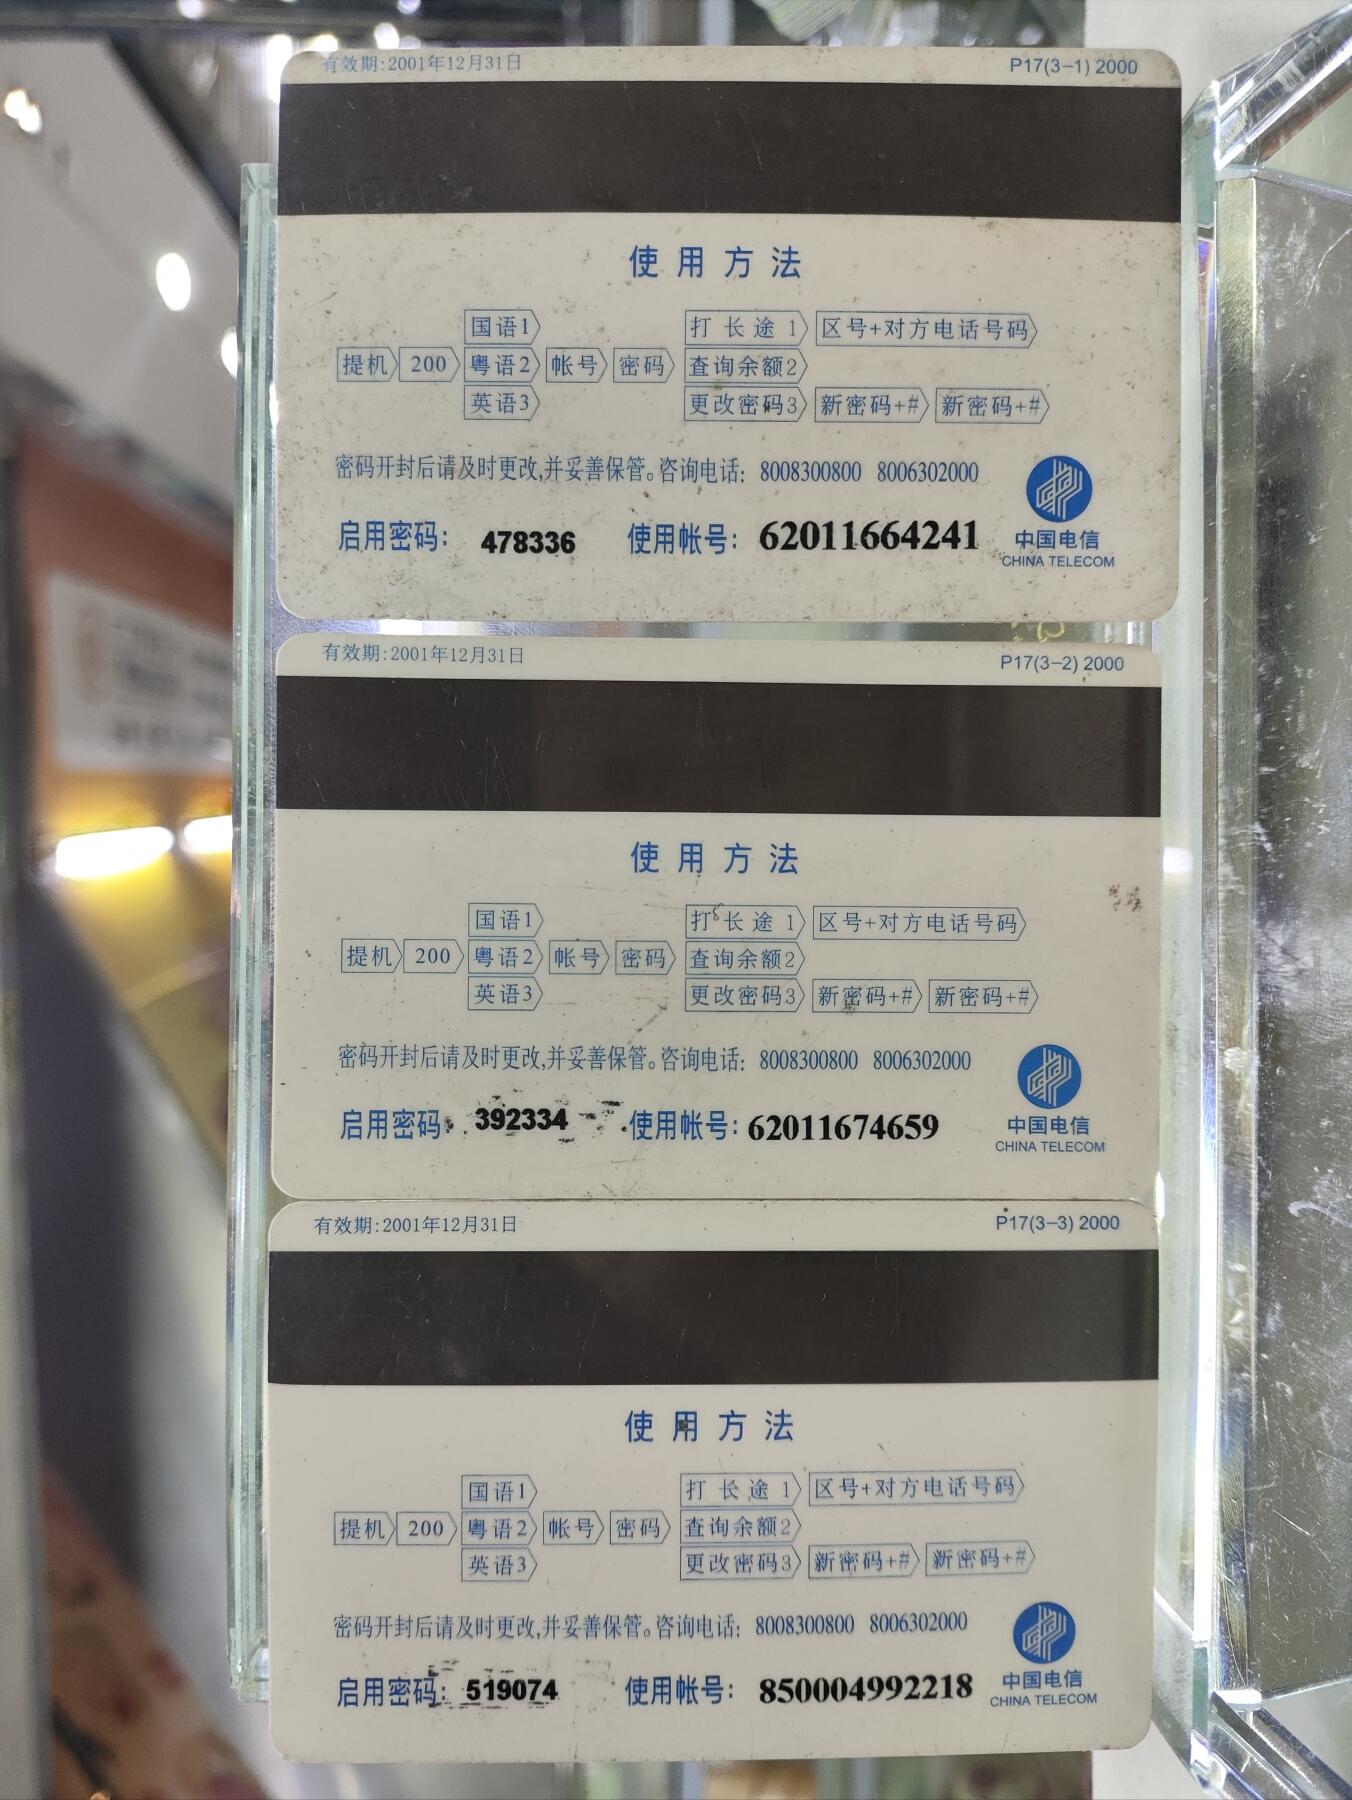 有效期:2001年12月31日 P17(3-1) 2000
使用方法
国语1 打长途1 区号+对方电话号码
提机 200 粤语2 帐号 密码 查询余额2
英语3 更改密码3 新密码+# 新密码+#
密码开封后请及时更改,并妥善保管。咨询电话: 8008300800 8006302000
启用密码: 478336 使用帐号: 62011664241 中国电信
CHINA TELECOM
有效期:2001年12月31日 P17(3-2) 2000
使用方法
国语1 打长途1 区号+对方电话号码
提机 200 粤语2 帐号 密码 查询余额2
英语3 更改密码3 新密码+# 新密码+#
密码开封后请及时更改,并妥善保管。咨询电话: 8008300800 8006302000
启用密码: 392334 使用帐号: 62011674659 中国电信
CHINA TELECOM
有效期:2001年12月31日 P17(3-3) 2000
使用方法
国语1 打长途1 区号+对方电话号码
提机 200 粤语2 帐号 密码 查询余额2
英语3 更改密码3 新密码+# 新密码+#
密码开封后请及时更改,并妥善保管。咨询电话: 8008300800 8006302000
启用密码: 519074 使用帐号: 850004992218 中国电信
CHINA TELECOM